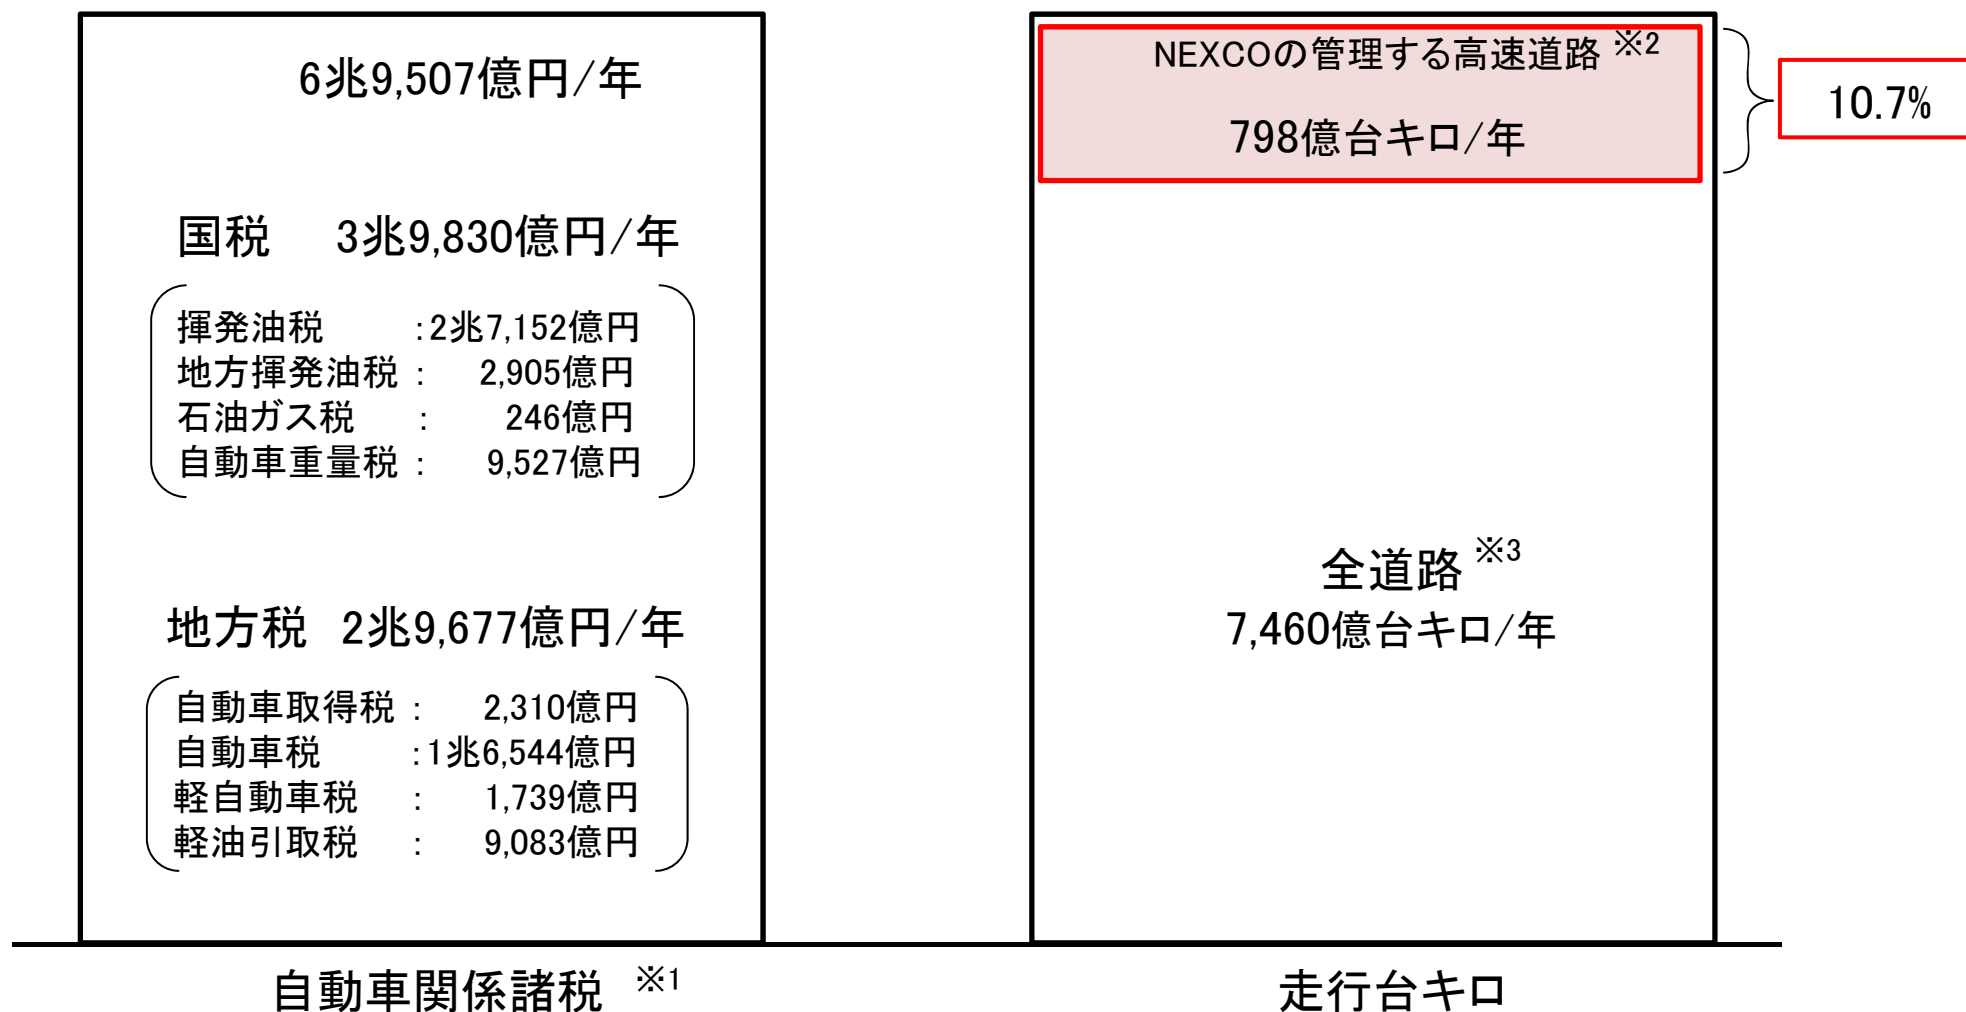 6兆9,507億円/年
国税 3兆9,830億円/年
揮発油税 :2兆7,152億円
地方揮発油税 : 2,905億円
石油ガス税 : 246億円
自動車重量税 : 9,527億円
地方税 2兆9,677億円/年
自動車取得税 : 2,310億円
自動車税 :1兆6,544億円
軽自動車税 : 1,739億円
軽油引取税 : 9,083億円
自動車関係諸税 ※1
NEXCOの管理する高速道路 ※2
798億台キロ/年
10.7%
全道路 ※3
7,460億台キロ/年
走行台キロ